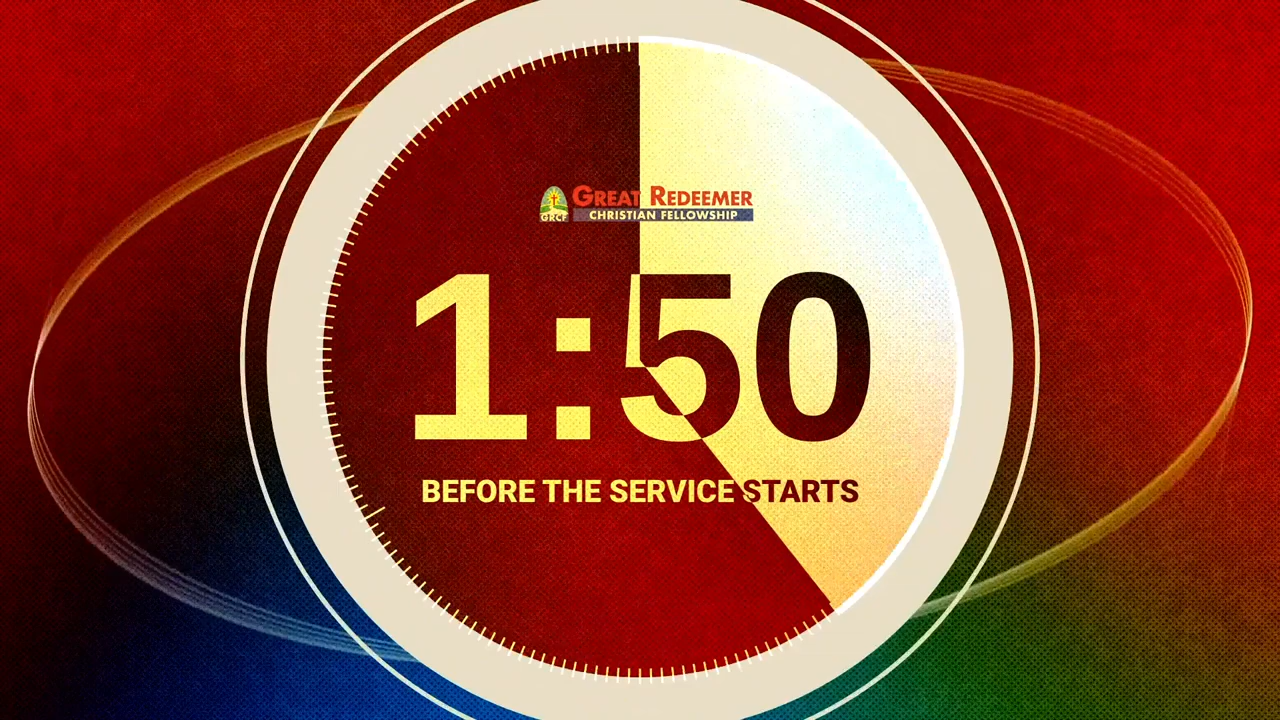 GREAT REDEEMER
GRCF
CHRISTIAN FELLOWSHIP
1:50
BEFORE THE SERVICE STARTS